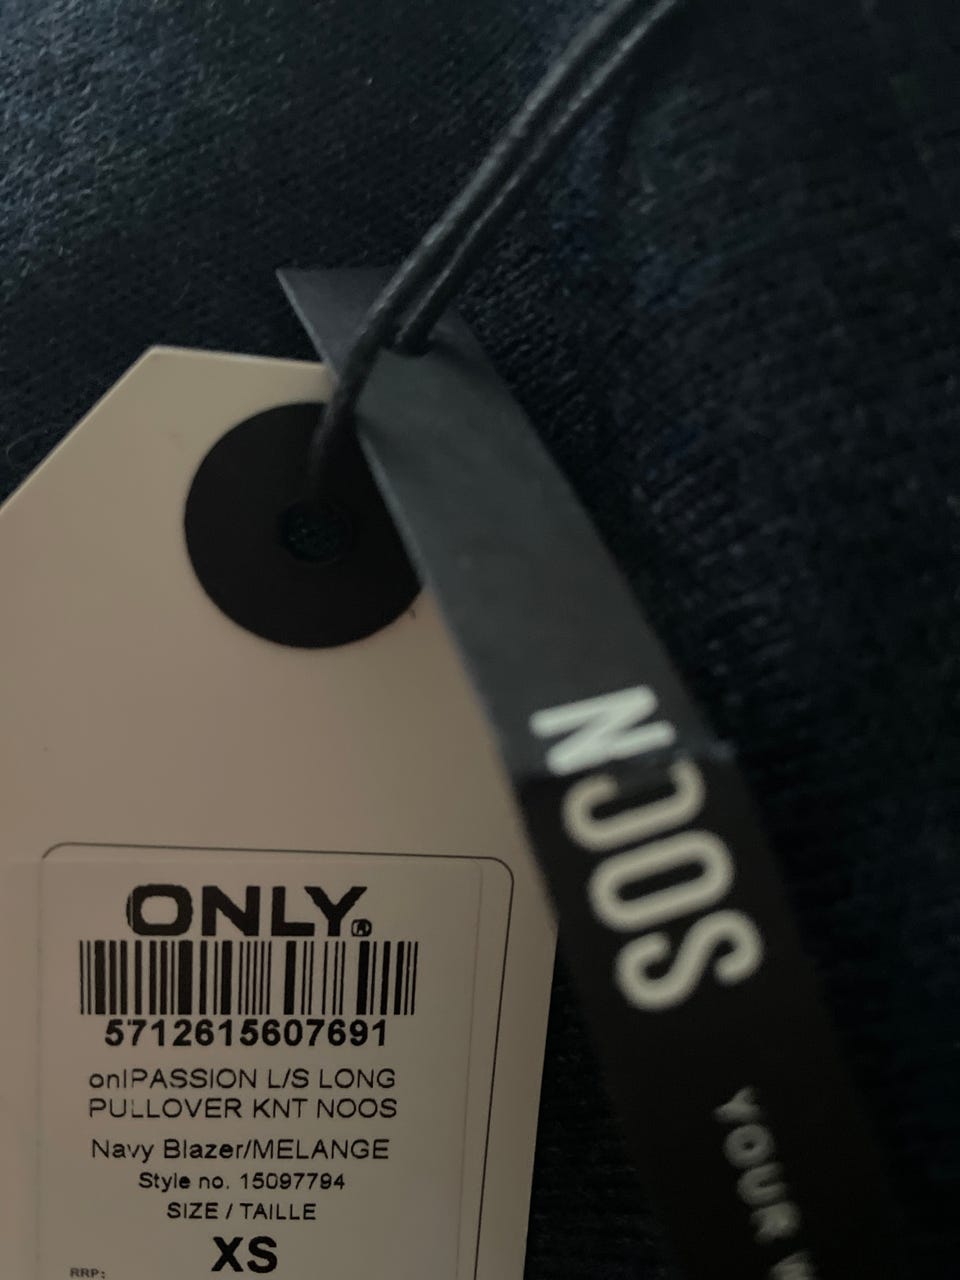 NOOS
YOUR
ONLY®
5712615607691
onlPASSION L/S LONG
PULLOVER KNT NOOS
Navy Blazer/MELANGE
Style no. 15097794
SIZE / TAILLE
XS
RRP: